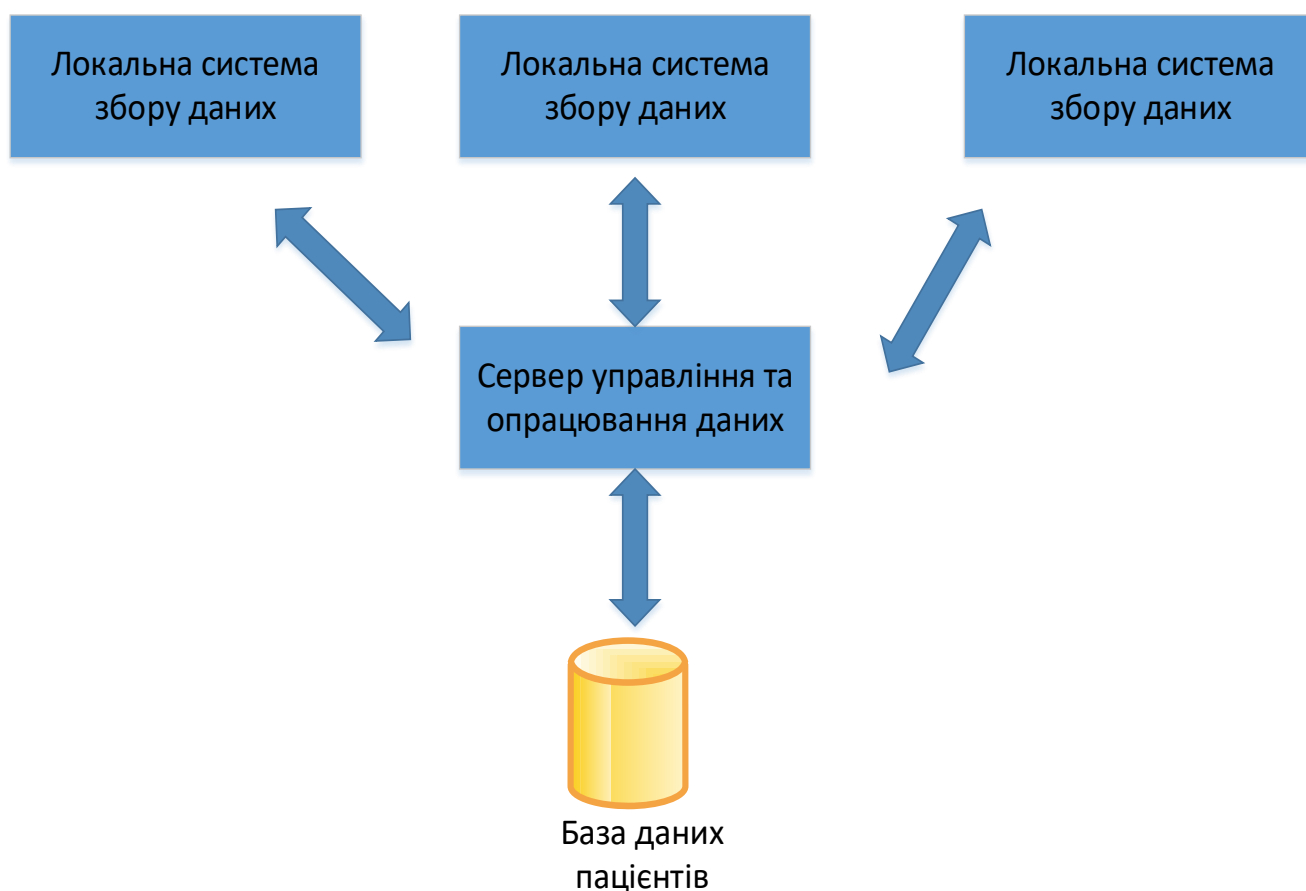 Локальна система
збору даних
Локальна система
збору даних
Локальна система
збору даних
Сервер управління та
опрацювання даних
База даних
пацієнтів